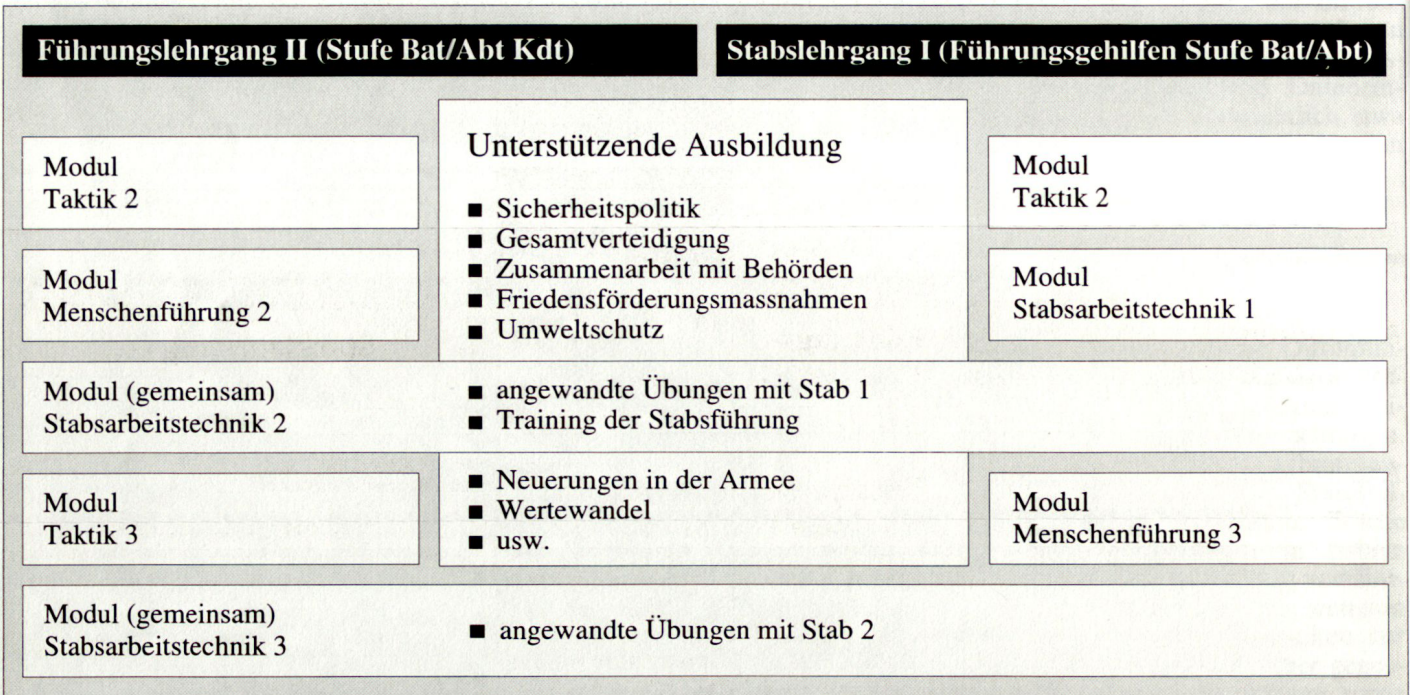 Führungslehrgang II (Stufe Bat/Abt Kdt)
Stabslehrgang I (Führungsgehilfen Stufe Bat/Abt)
Modul
Taktik 2
Modul
Menschenführung 2
Unterstützende Ausbildung
■ Sicherheitspolitik
■ Gesamtverteidigung
■ Zusammenarbeit mit Behörden
■ Friedensförderungsmassnahmen
■ Umweltschutz
Modul
Taktik 2
Modul
Stabsarbeitstechnik 1
Modul (gemeinsam)
Stabsarbeitstechnik 2
■ angewandte Übungen mit Stab 1
■ Training der Stabsführung
Modul
Taktik 3
■ Neuerungen in der Armee
■ Wertewandel
■ usw.
Modul
Menschenführung 3
Modul (gemeinsam)
Stabsarbeitstechnik 3
■ angewandte Übungen mit Stab 2